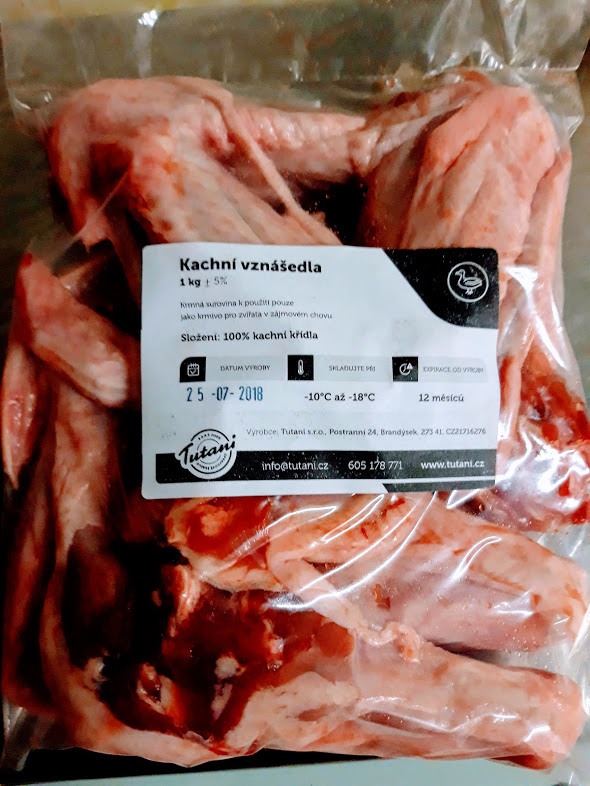 Kachní vznášedla
1 kg ± 5%
Krmná surovina k použití pouze
jako krmivo pro zvířata v zájmovém chovu.
Složení: 100% kachní křídla
DATUM VÝROBY
SKLADUJTE PŘI
EXPIRACE OD VÝROBY
25 -07- 2018
-10°C až -18°C
12 měsíců
Výrobce: Tutani s.r.o., Postranní 24, Brandýsek, 273 41, CZ21716276
Tutani
info@tutani.cz
605 178 771
www.tutani.cz